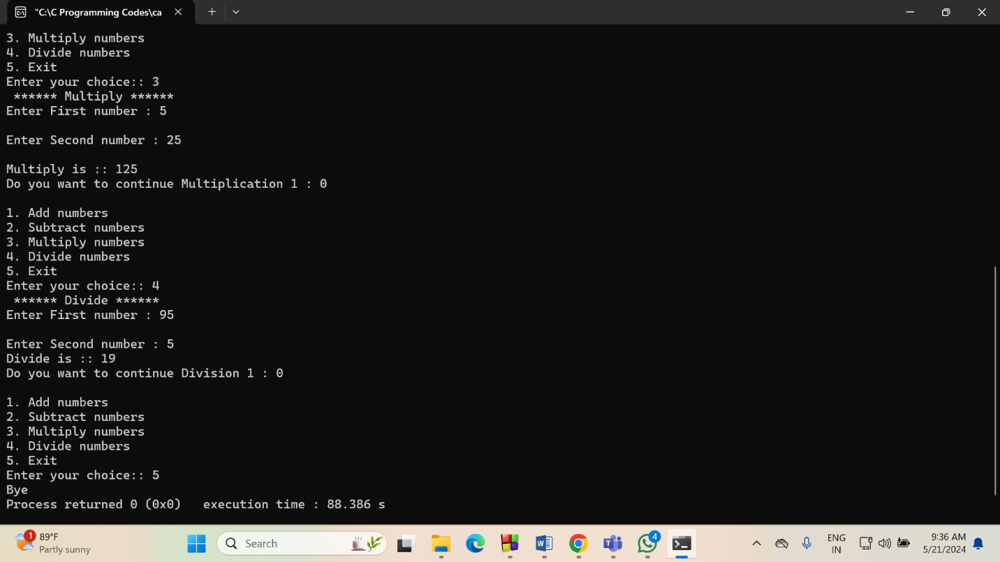 "C:\C Programming Codes\ca
3. Multiply numbers
4. Divide numbers
5. Exit
Enter your choice:: 3
****** Multiply ******
Enter First number : 5
Enter Second number : 25
Multiply is :: 125
Do you want to continue Multiplication 1 : 0
1. Add numbers
2. Subtract numbers
3. Multiply numbers
4. Divide numbers
5. Exit
Enter your choice:: 4
****** Divide ******
Enter First number : 95
Enter Second number : 5
Divide is :: 19
Do you want to continue Division 1 : 0
1. Add numbers
2. Subtract numbers
3. Multiply numbers
4. Divide numbers
5. Exit
Enter your choice:: 5
Bye
Process returned 0 (0x0)   execution time : 88.386 s
1
89°F
Partly sunny
Search
4
ENG
IN
9:36 AM
5/21/2024